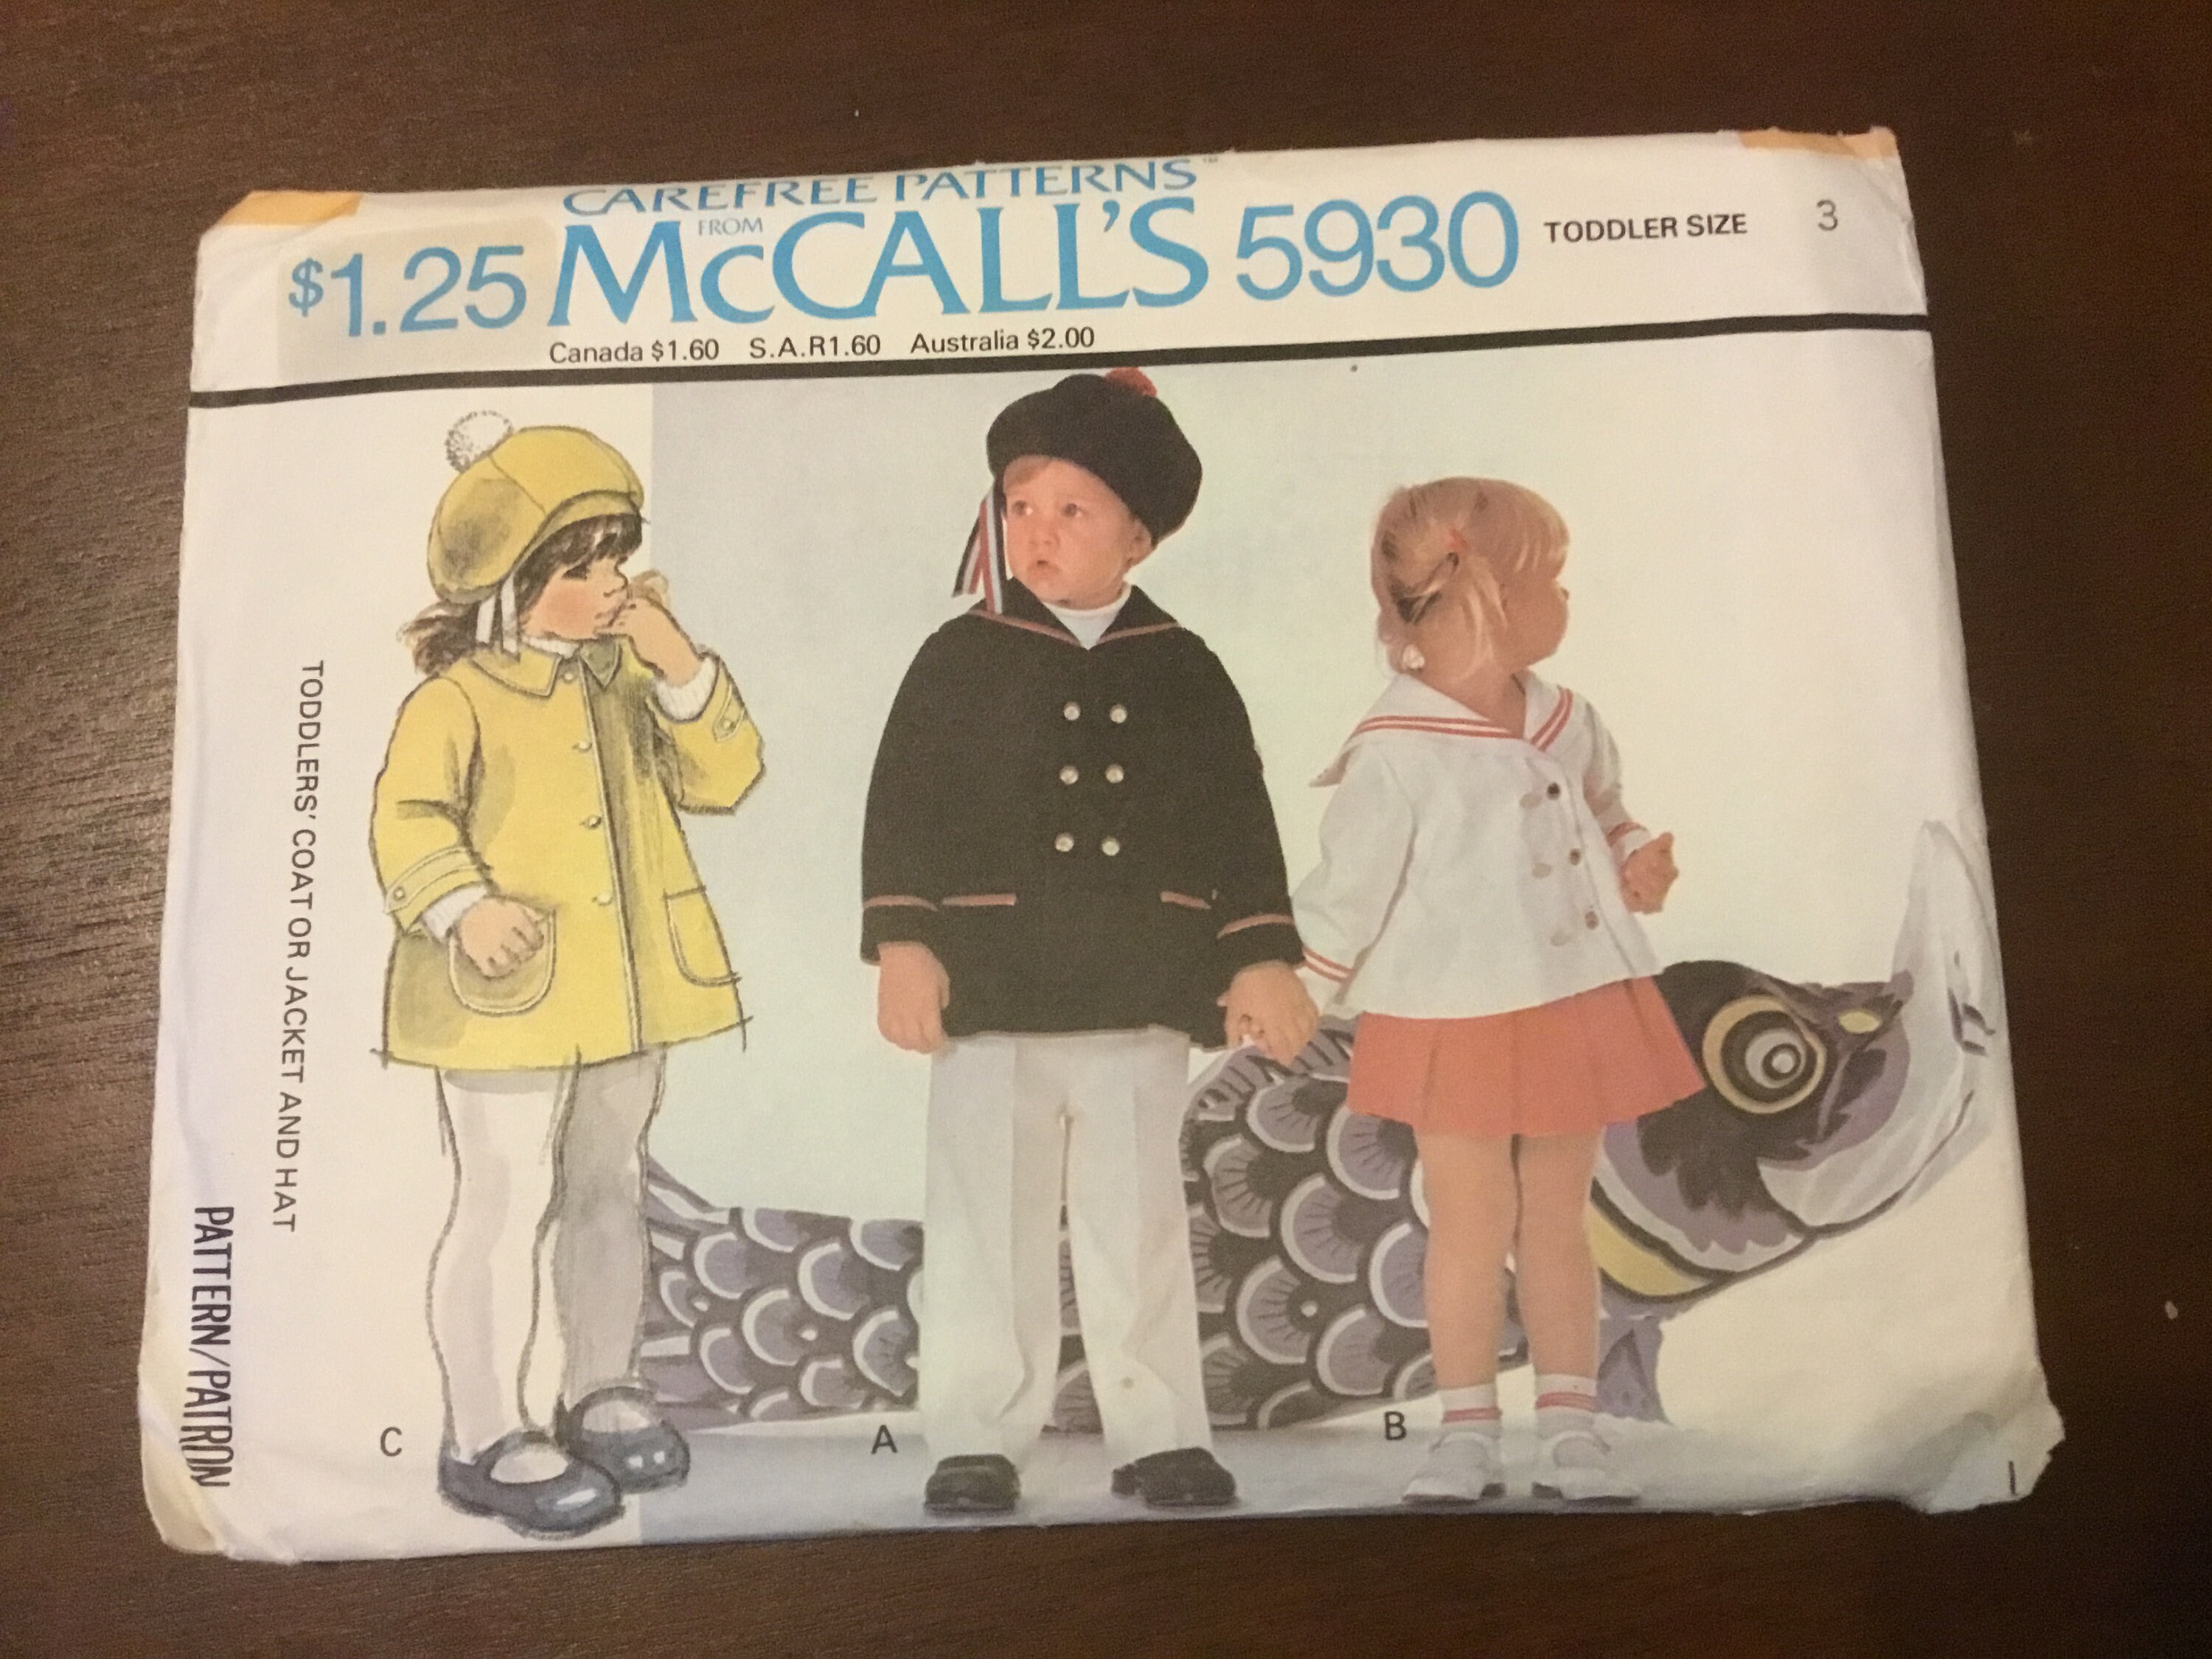 CAREFREE PATTERNS™
FROM
$1.25 McCALL'S 5930 TODDLER SIZE 3
Canada $1.60 S.A.R1.60 Australia $2.00
TODDLERS' COAT OR JACKET AND HAT
PATTERN/PATRON
C
A
B